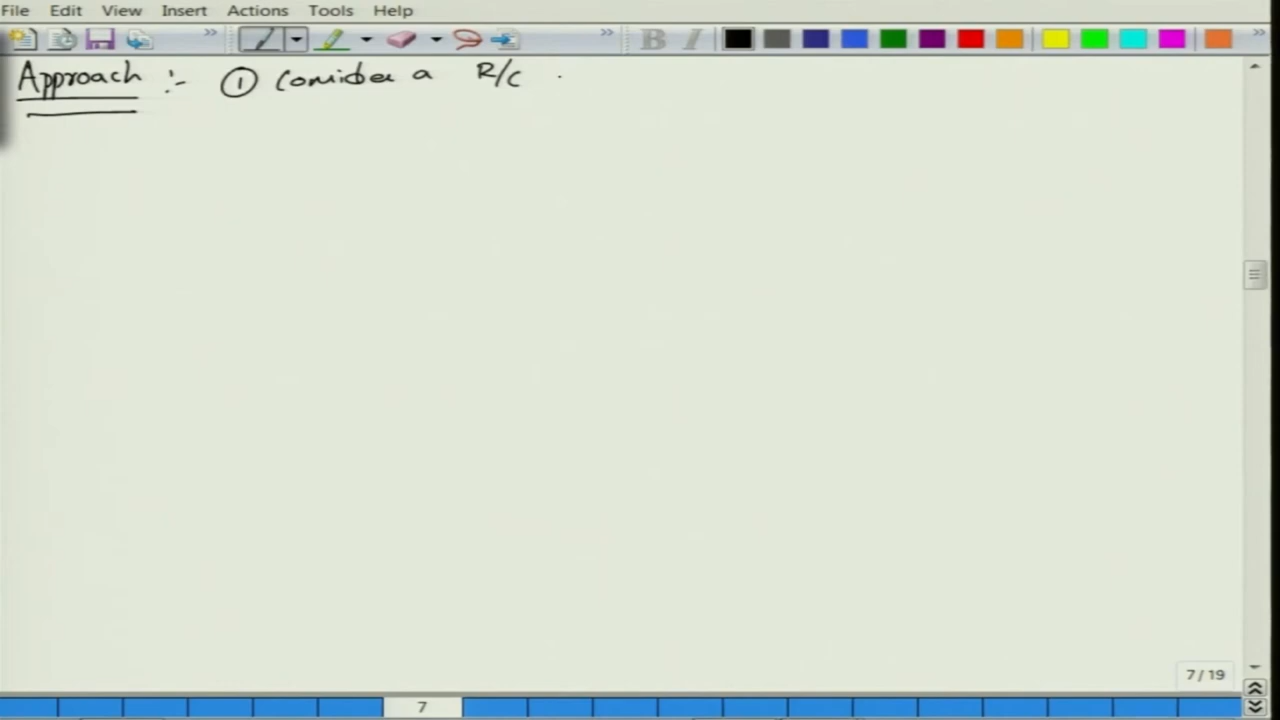 File Edit View Insert Actions Tools Help
B I
Approach :- ① Consider a R/C
7 / 19
7